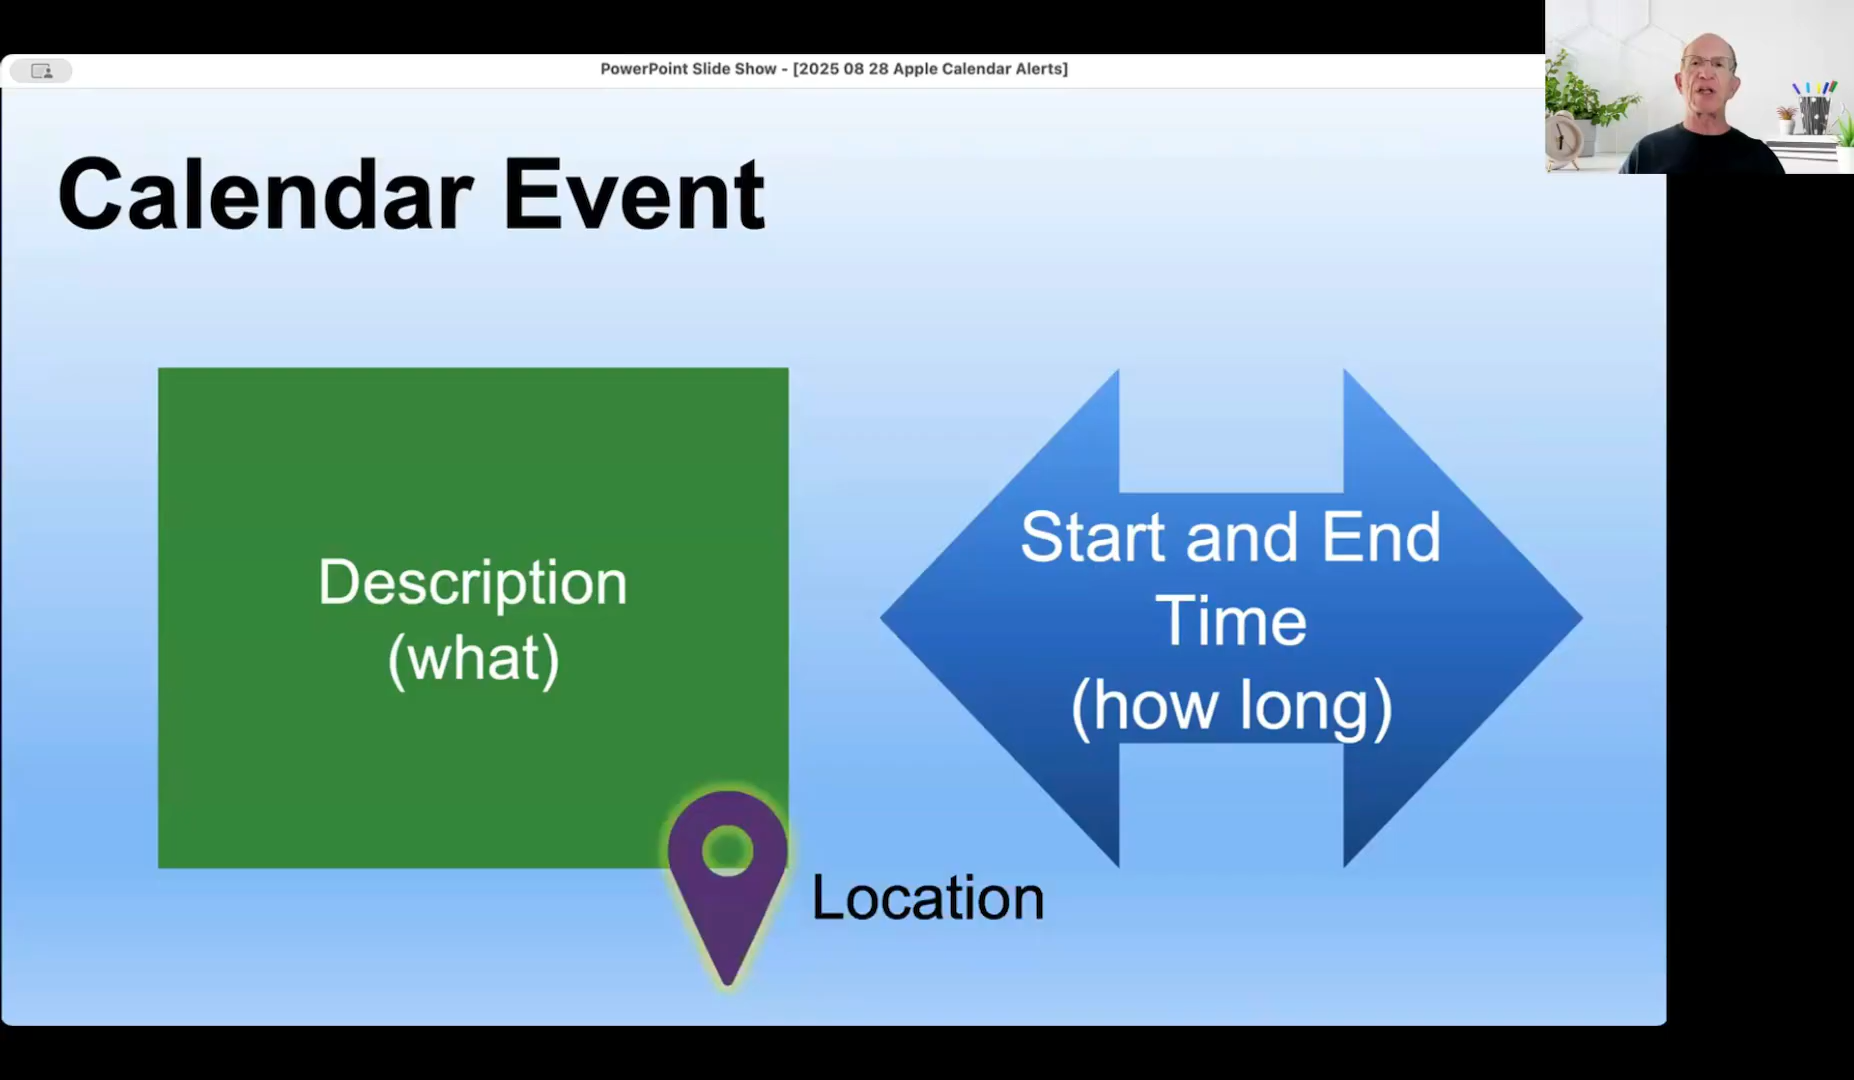 PowerPoint Slide Show - [2025 08 28 Apple Calendar Alerts]
Calendar Event
Description
(what)
Start and End
Time
(how long)
Location